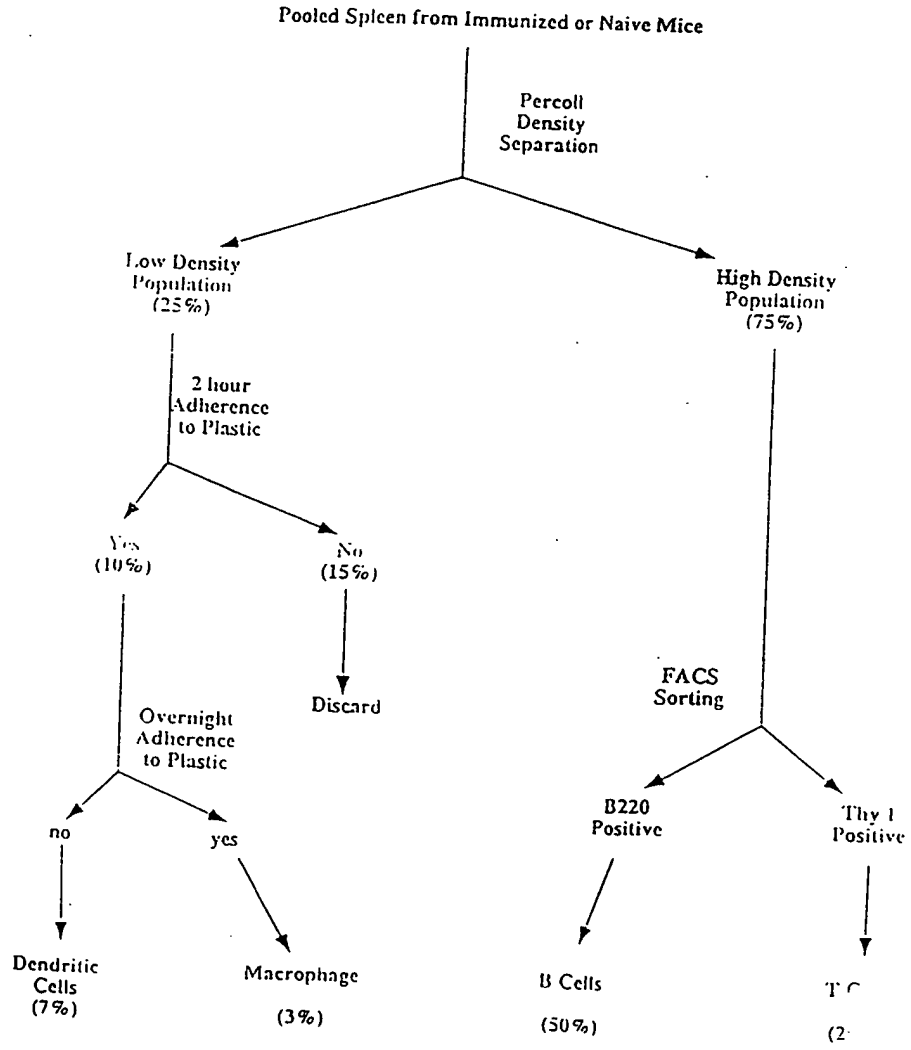 Pooled Spleen from Immunized or Naive Mice
Percoll
Density
Separation
Low Density
Population
(25%)
High Density
Population
(75%)
2 hour
Adherence
to Plastic
Yes
(10%)
No
(15%)
Discard
FACS
Sorting
Overnight
Adherence
to Plastic
no
yes
B220
Positive
Thy 1
Positive
Dendritic
Cells
(7%)
Macrophage
(3%)
B Cells
(50%)
T C
(2